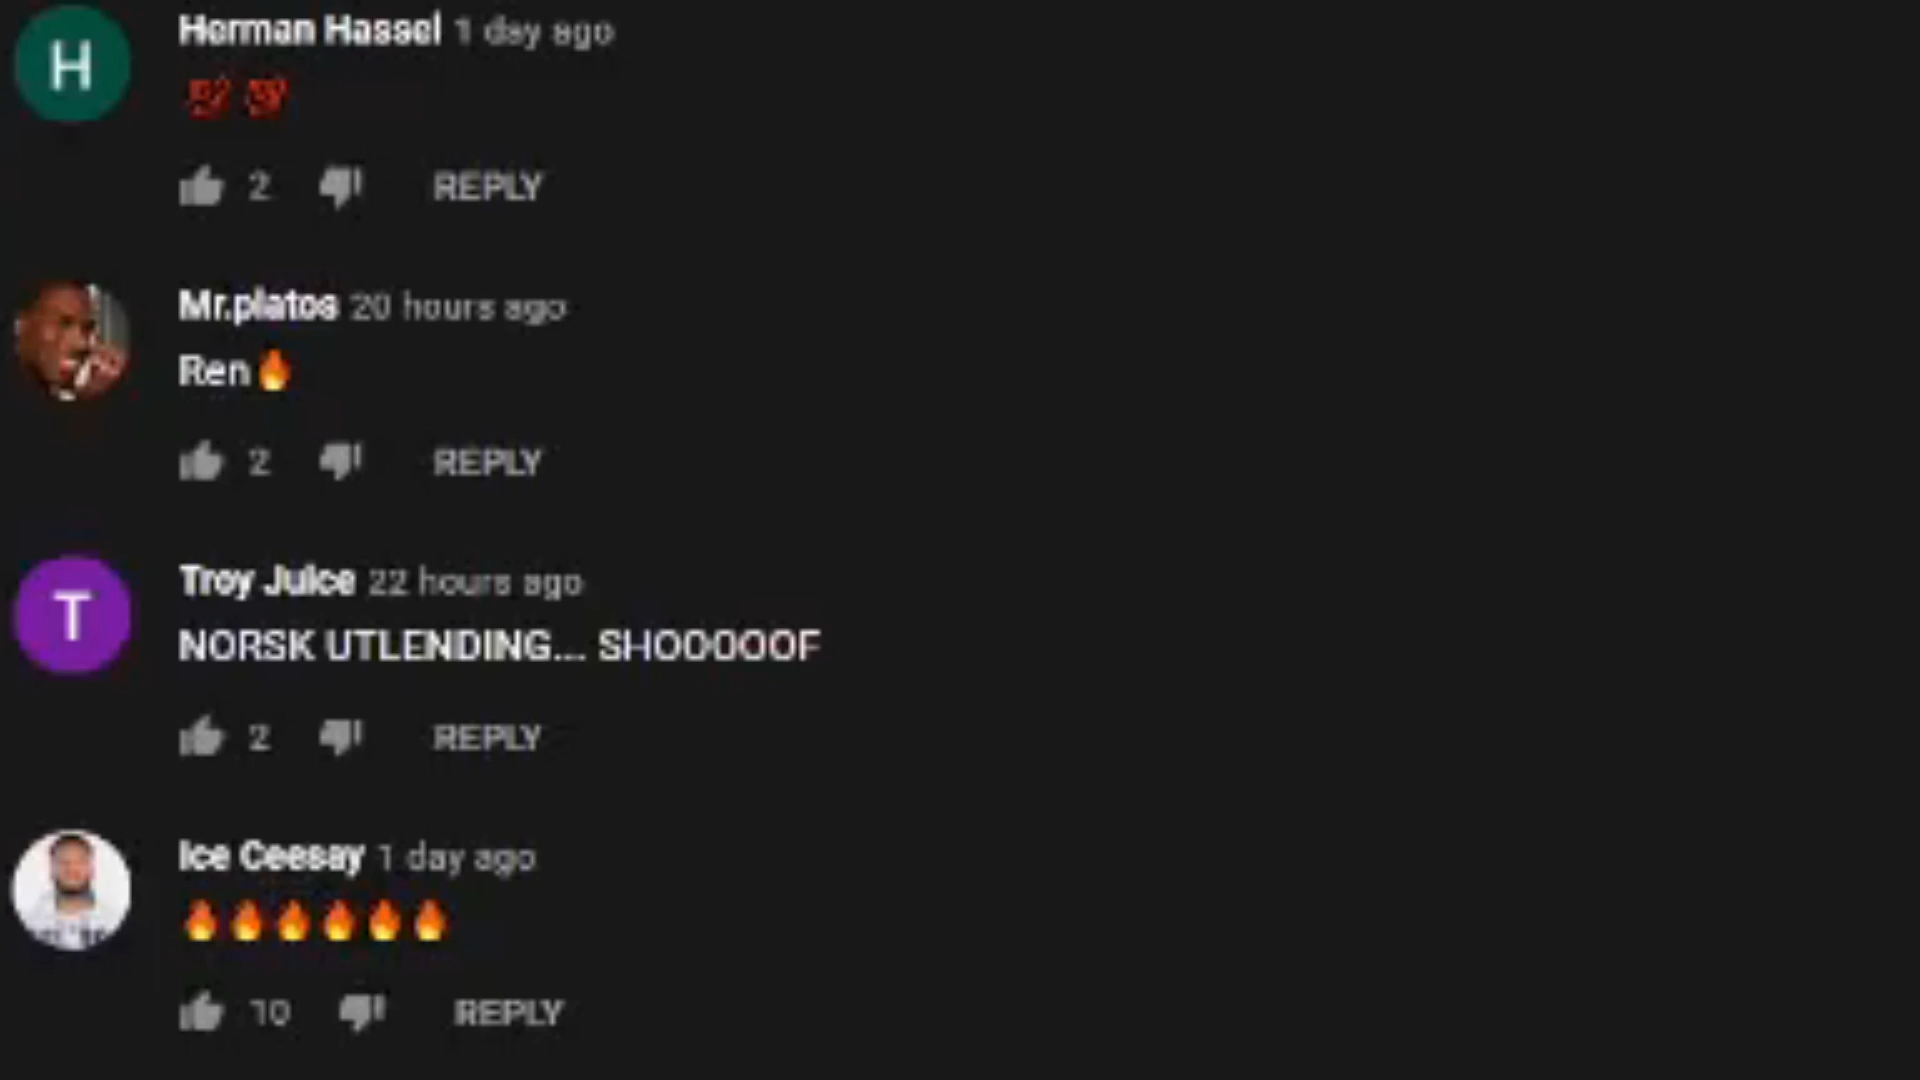 H
Herman Hassel 1 day ago
💯 💯
2 REPLY
Mr.platos 20 hours ago
Ren🔥
2 REPLY
T
Troy Juice 22 hours ago
NORSK UTLENDING... SHOOOOOF
2 REPLY
Ice Ceesay 1 day ago
🔥🔥🔥🔥🔥🔥
10 REPLY